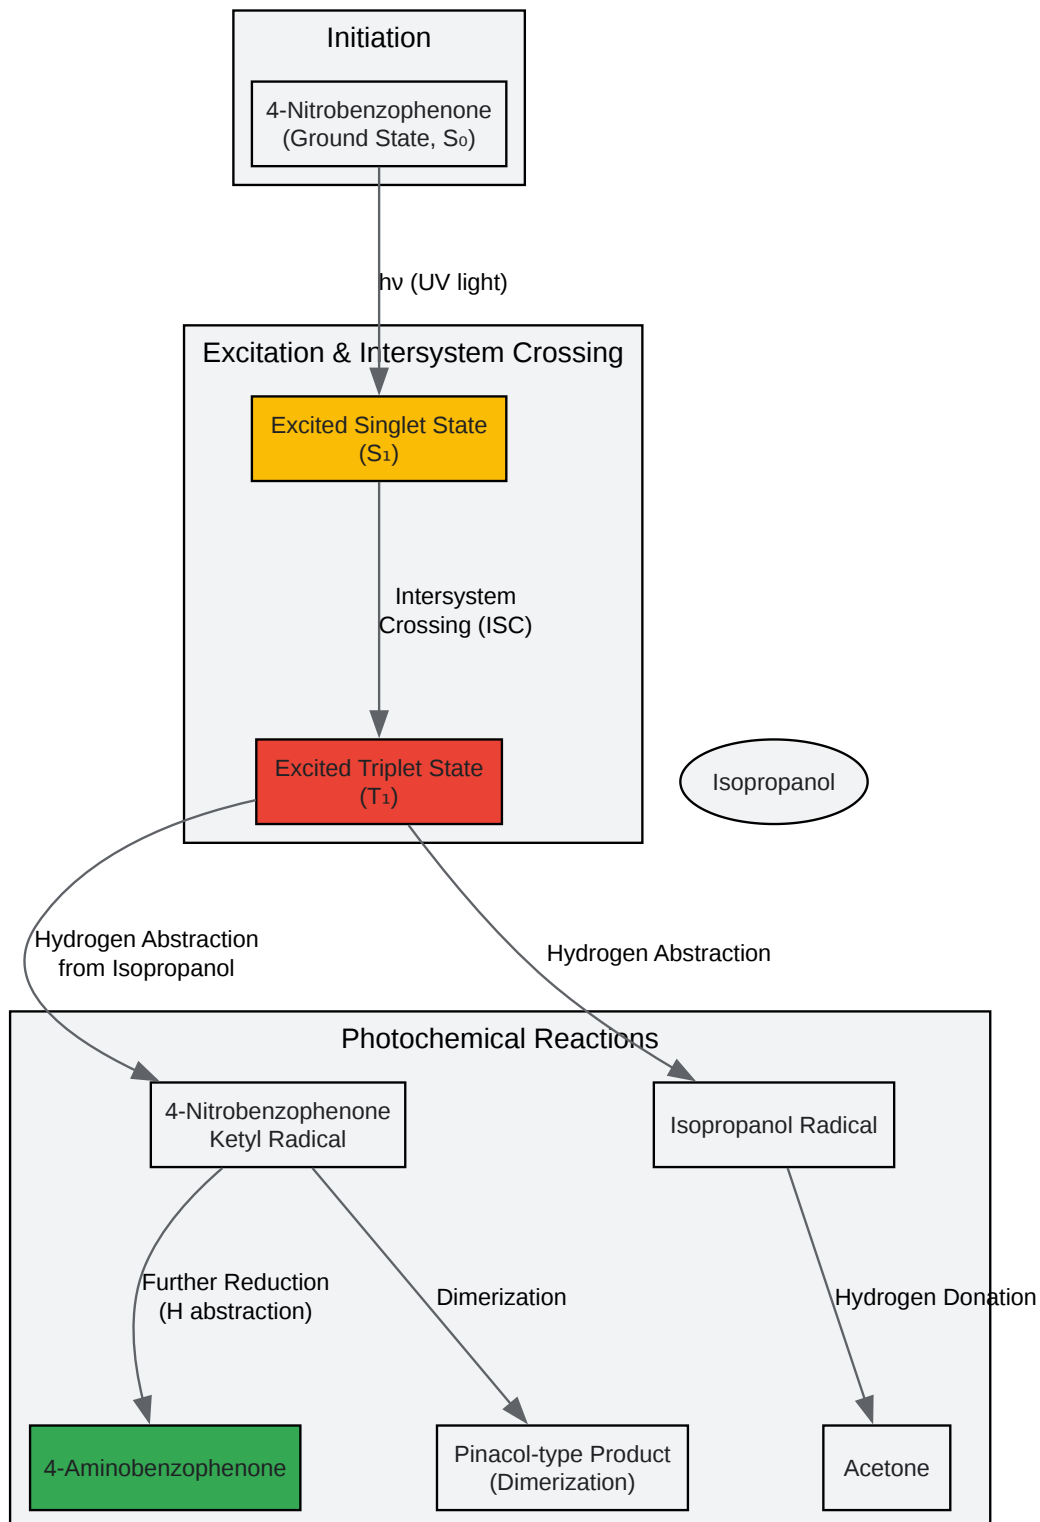 Initiation
4-Nitrobenzophenone
(Ground State, S₀)
hν (UV light)
Excitation & Intersystem Crossing
Excited Singlet State
(S₁)
Intersystem
Crossing (ISC)
Excited Triplet State
(T₁)
Isopropanol
Hydrogen Abstraction
from Isopropanol
Hydrogen Abstraction
Photochemical Reactions
4-Nitrobenzophenone
Ketyl Radical
Isopropanol Radical
Further Reduction
(H abstraction)
Dimerization
Hydrogen Donation
4-Aminobenzophenone
Pinacol-type Product
(Dimerization)
Acetone